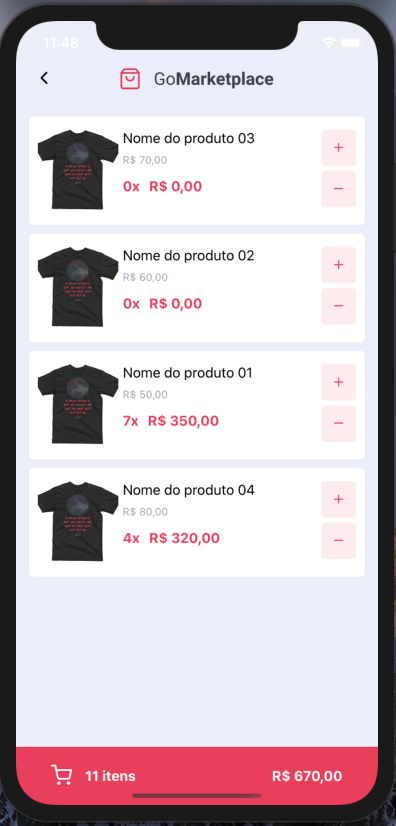 11:48
GoMarketplace
Nome do produto 03
R$ 70,00
0x R$ 0,00
+
−
Nome do produto 02
R$ 60,00
0x R$ 0,00
+
−
Nome do produto 01
R$ 50,00
7x R$ 350,00
+
−
Nome do produto 04
R$ 80,00
4x R$ 320,00
+
−
11 itens R$ 670,00